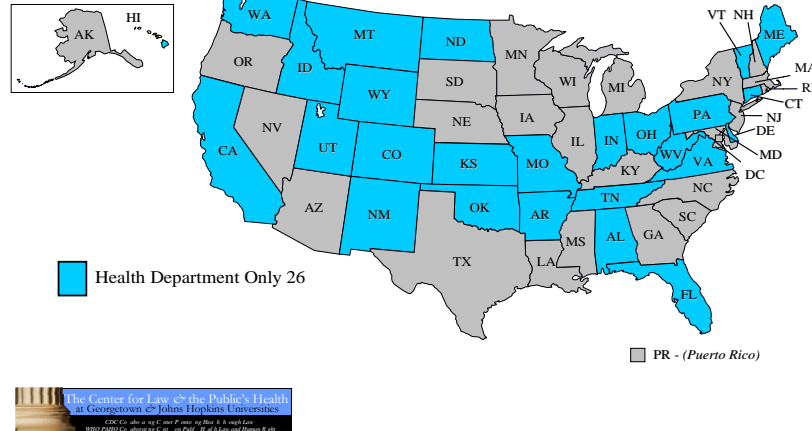 HI
AK
WA
MT
ND
MN
OR
ID
SD
WI
MI
WY
NE
IA
NV
UT
CO
KS
MO
IL
IN
OH
PA
NY
VT NH
ME
MA
RI
CT
NJ
DE
MD
DC
CA
WV
VA
KY
TN
NC
SC
AZ
NM
OK
AR
TX
LA
MS
AL
GA
FL
Health Department Only 26
PR - (Puerto Rico)
The Center for Law & the Public's Health
at Georgetown & Johns Hopkins Universities